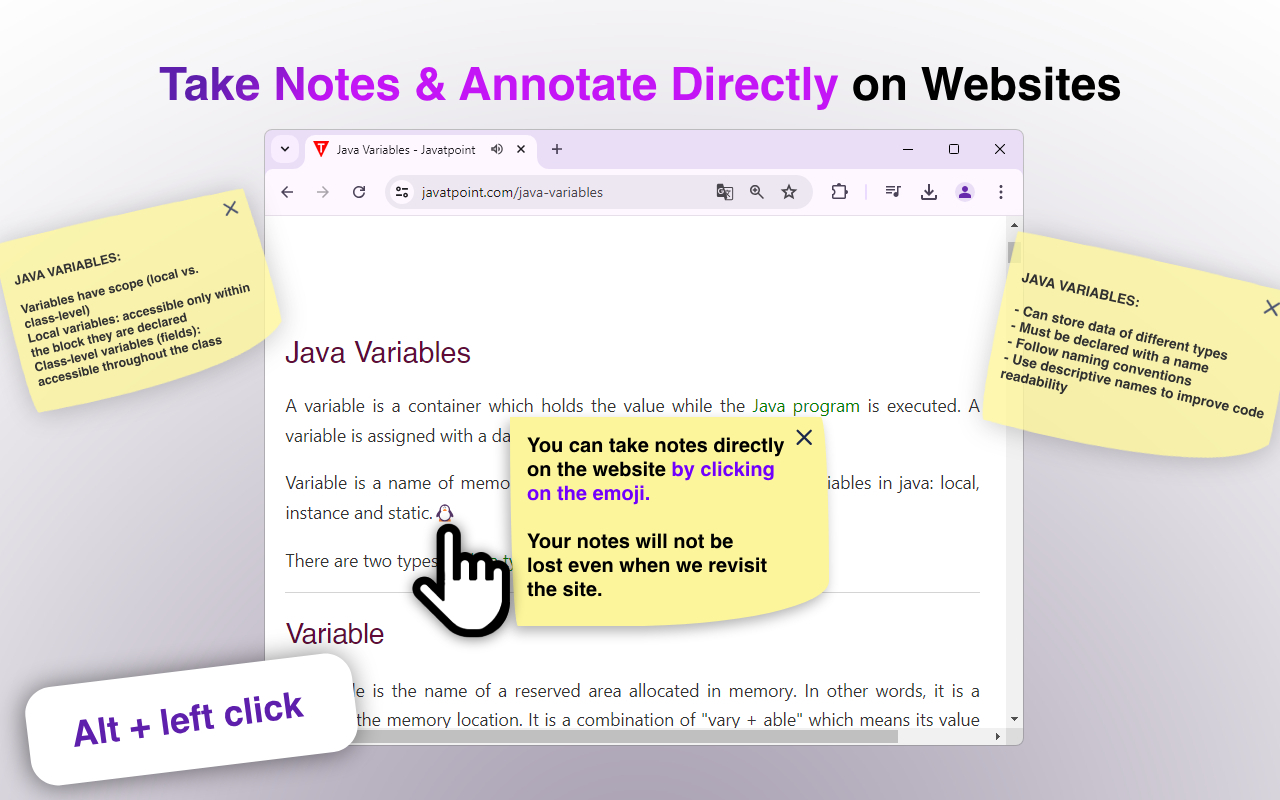 Take Notes & Annotate Directly on Websites
Java Variables - Javatpoint
javatpoint.com/java-variables
JAVA VARIABLES:
Variables have scope (local vs.
class-level)
Local variables: accessible only within
the block they are declared
Class-level variables (fields):
accessible throughout the class
JAVA VARIABLES:
- Can store data of different types
- Must be declared with a name
- Follow naming conventions
- Use descriptive names to improve code
readability
Java Variables
A variable is a container which holds the value while the Java program is executed. A
variable is assigned with a da
Variable is a name of memo
iables in java: local,
instance and static.
There are two types
You can take notes directly
on the website by clicking
on the emoji.
Your notes will not be
lost even when we revisit
the site.
Variable
le is the name of a reserved area allocated in memory. In other words, it is a
the memory location. It is a combination of "vary + able" which means its value
Alt + left click